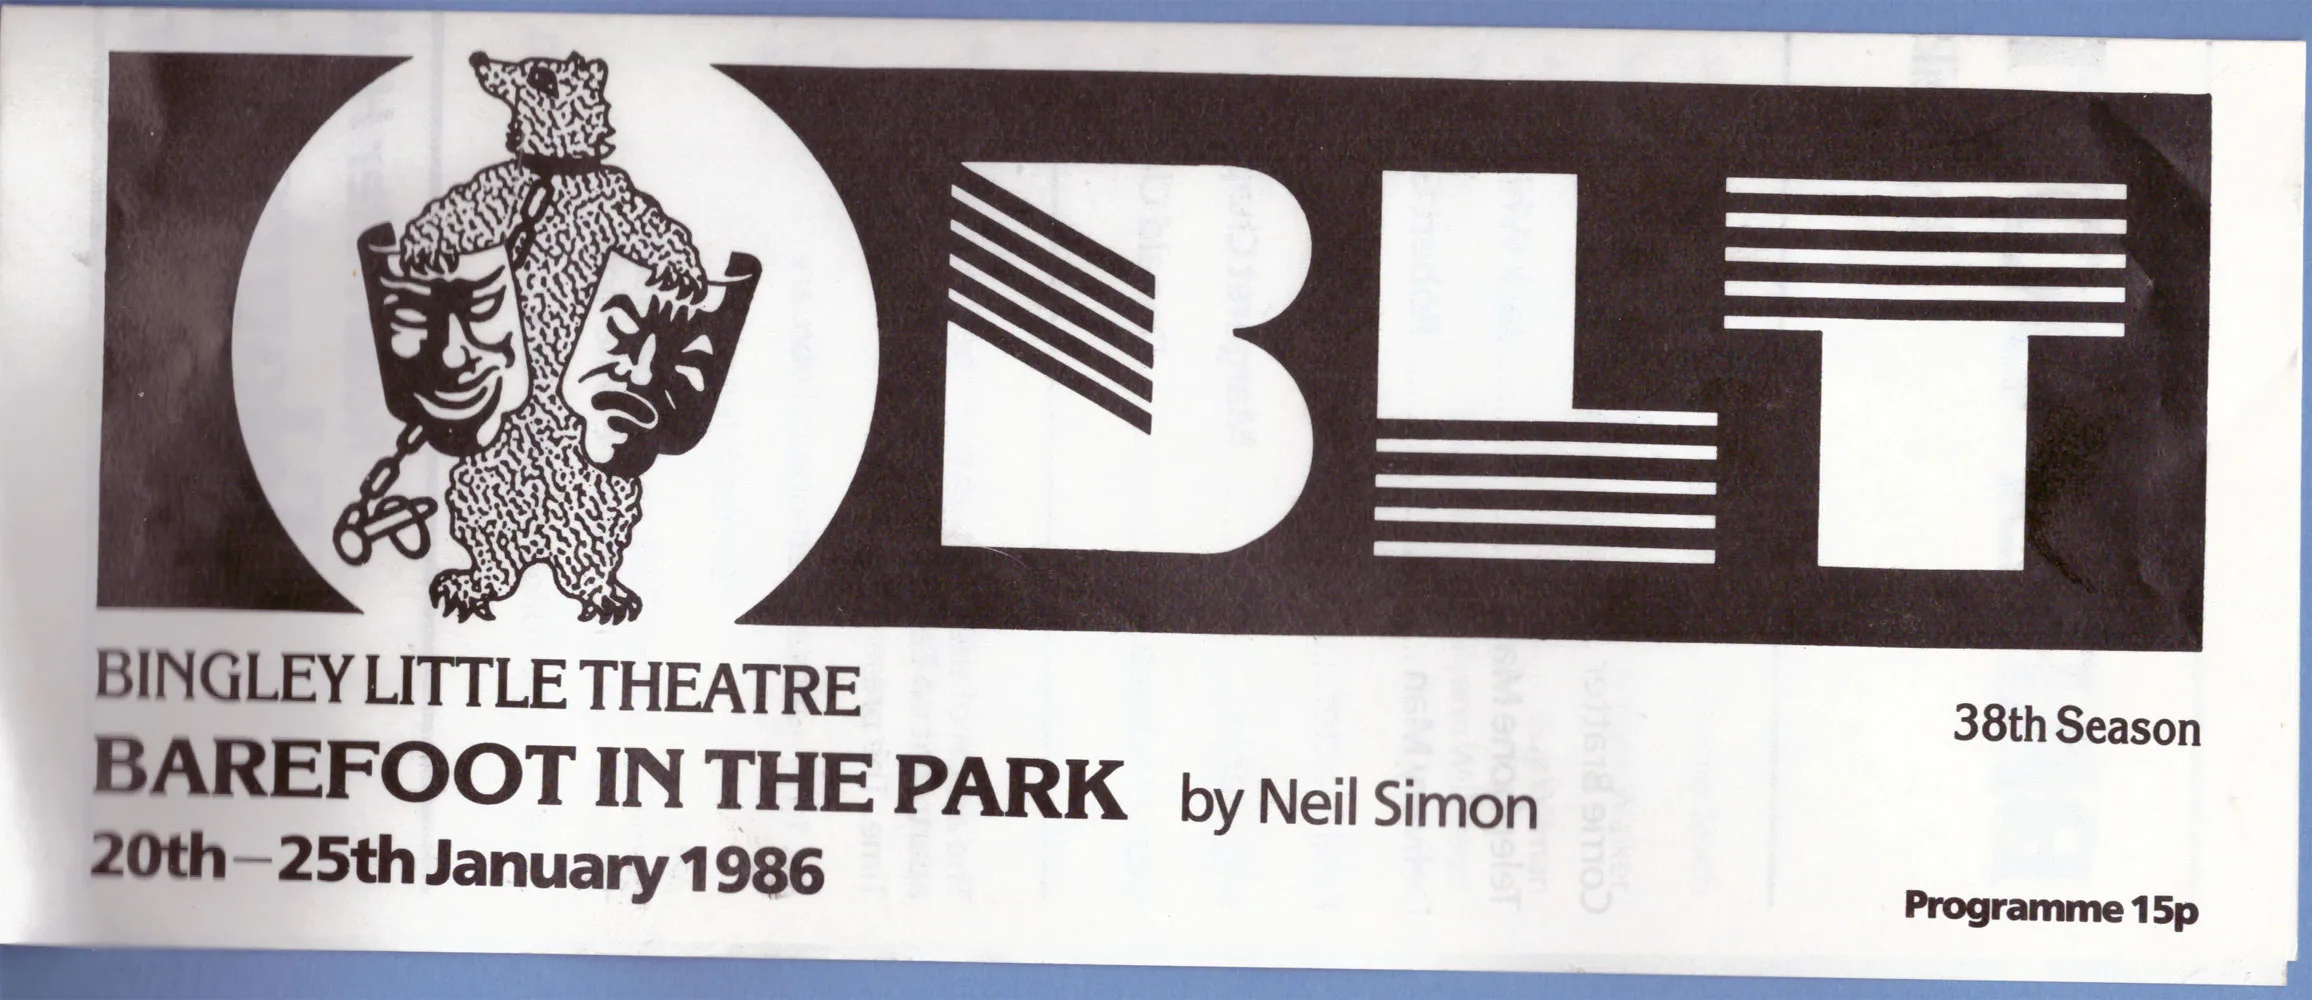 BLT
BINGLEY LITTLE THEATRE
38th Season
BAREFOOT IN THE PARK by Neil Simon
20th–25th January 1986
Programme 15p